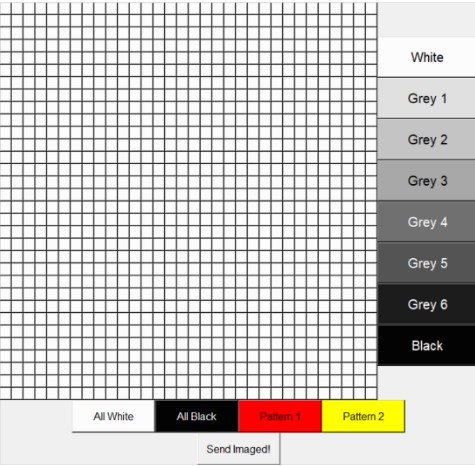 White
Grey 1
Grey 2
Grey 3
Grey 4
Grey 5
Grey 6
Black
All White
All Black
Pattern 1
Pattern 2
Send Imaged!